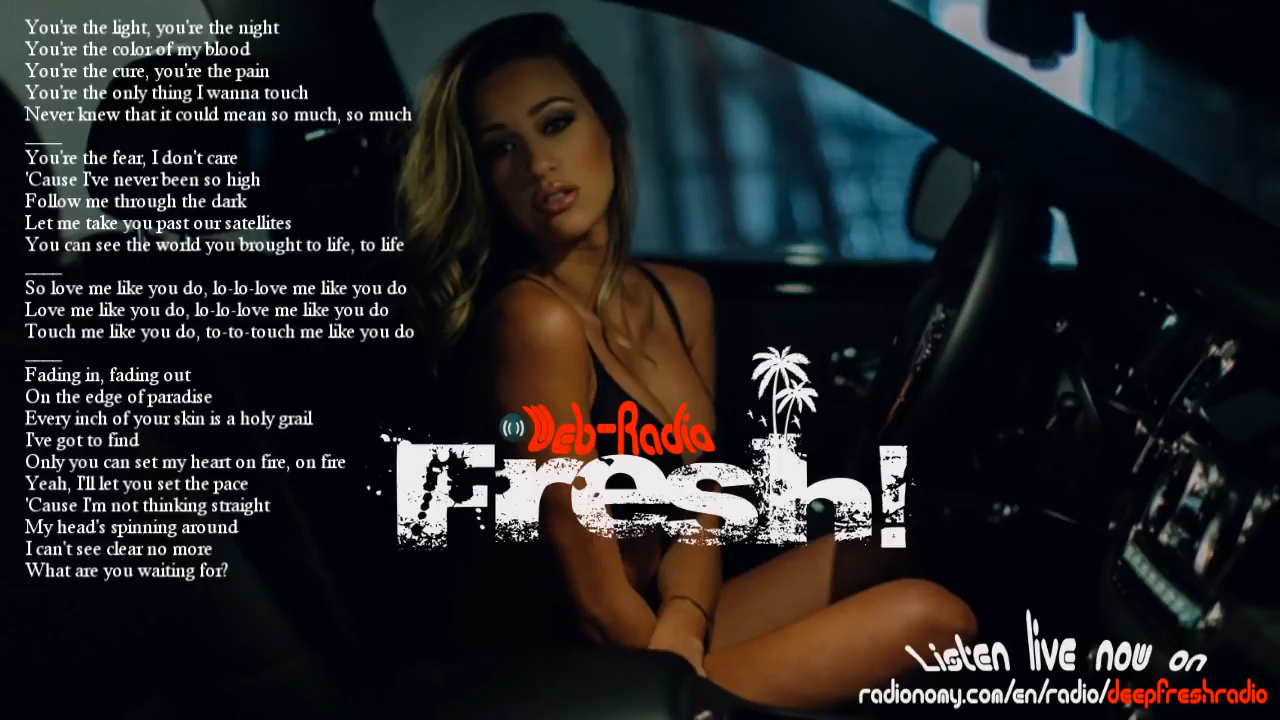 You're the light, you're the night
You're the color of my blood
You're the cure, you're the pain
You're the only thing I wanna touch
Never knew that it could mean so much, so much
____
You're the fear, I don't care
'Cause I've never been so high
Follow me through the dark
Let me take you past our satellites
You can see the world you brought to life, to life
____
So love me like you do, lo-lo-love me like you do
Love me like you do, lo-lo-love me like you do
Touch me like you do, to-to-touch me like you do
____
Fading in, fading out
On the edge of paradise
Every inch of your skin is a holy grail
I've got to find
Only you can set my heart on fire, on fire
Yeah, I'll let you set the pace
'Cause I'm not thinking straight
My head's spinning around
I can't see clear no more
What are you waiting for?
Web-Radio
Fresh!
Listen live now on
radionomy.com/en/radio/deepfreshradio